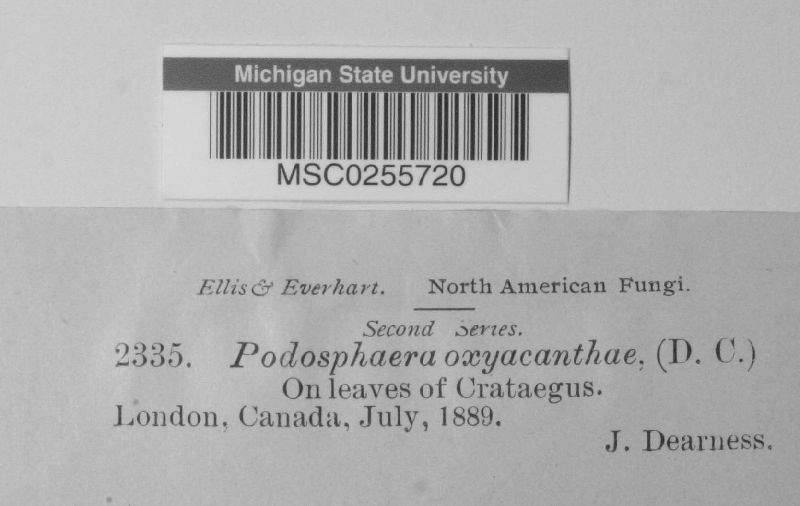 Michigan State University
MSC0255720
Ellis & Everhart. North American Fungi.
Second Series.
2335. Podosphaera oxyacanthae, (D. C.)
On leaves of Crataegus.
London, Canada, July, 1889.
J. Dearness.